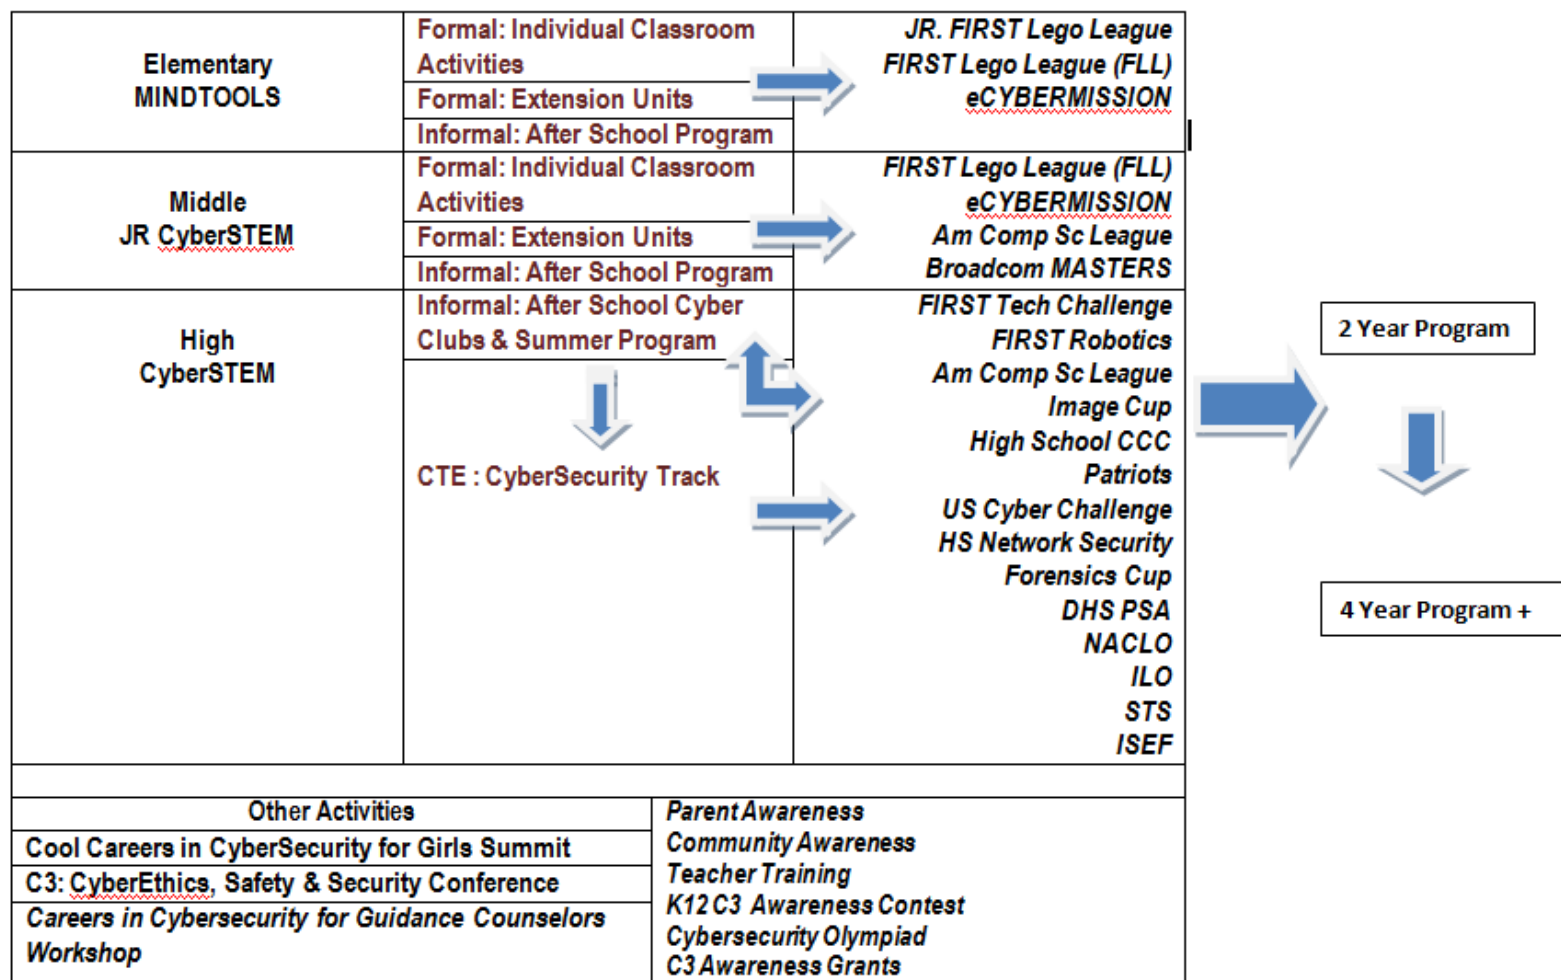 Elementary
MINDTOOLS
Formal: Individual Classroom
Activities
Formal: Extension Units
Informal: After School Program
JR. FIRST Lego League
FIRST Lego League (FLL)
eCYBERMISSION
Middle
JR CyberSTEM
Formal: Individual Classroom
Activities
Formal: Extension Units
Informal: After School Program
FIRST Lego League (FLL)
eCYBERMISSION
Am Comp Sc League
Broadcom MASTERS
High
CyberSTEM
Informal: After School Cyber
Clubs & Summer Program
CTE : CyberSecurity Track
FIRST Tech Challenge
FIRST Robotics
Am Comp Sc League
Image Cup
High School CCC
Patriots
US Cyber Challenge
HS Network Security
Forensics Cup
DHS PSA
NACLO
ILO
STS
ISEF
2 Year Program
4 Year Program +
Other Activities
Cool Careers in CyberSecurity for Girls Summit
C3: CyberEthics, Safety & Security Conference
Careers in Cybersecurity for Guidance Counselors
Workshop
Parent Awareness
Community Awareness
Teacher Training
K12 C3 Awareness Contest
Cybersecurity Olympiad
C3 Awareness Grants